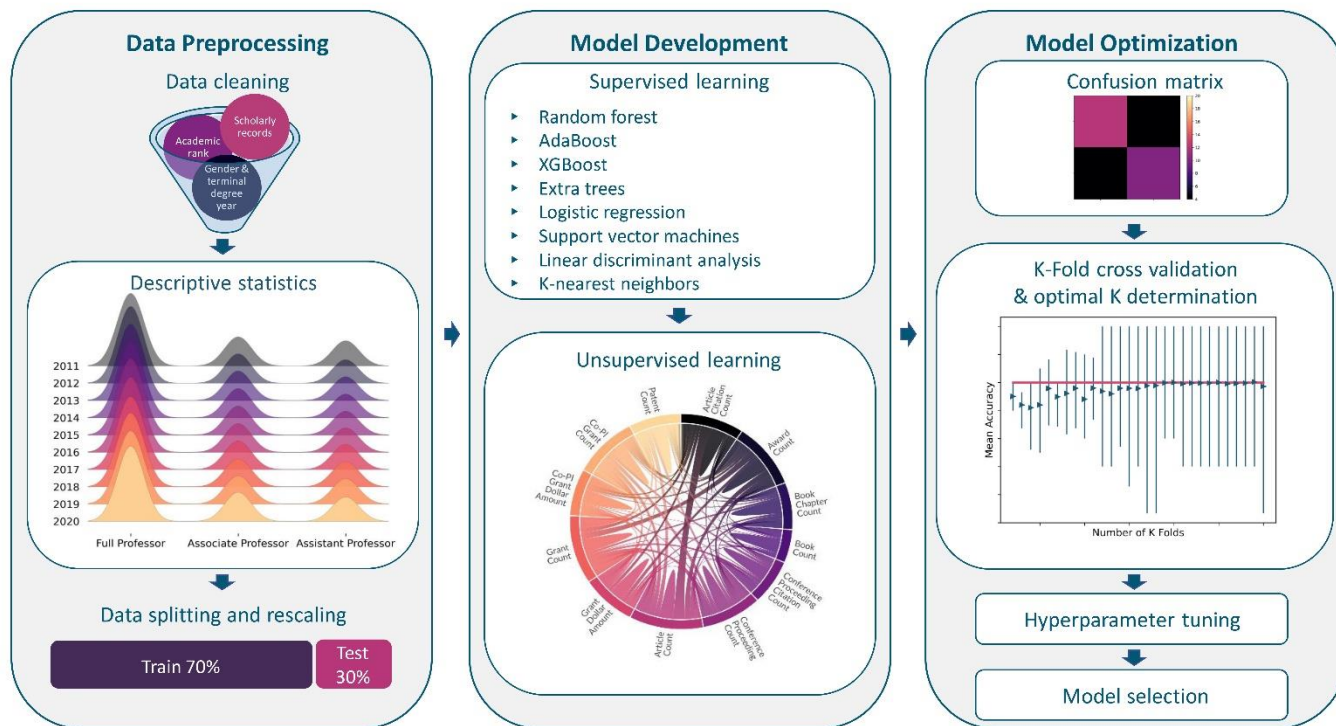 Data Preprocessing
Data cleaning
Scholarly
records
Academic
rank
Gender &
terminal
degree
year
Descriptive statistics
2011
2012
2013
2014
2015
2016
2017
2018
2019
2020
Full Professor
Associate Professor
Assistant Professor
Data splitting and rescaling
Train 70%
Test
30%
Model Development
Supervised learning
Random forest
AdaBoost
XGBoost
Extra trees
Logistic regression
Support vector machines
Linear discriminant analysis
K-nearest neighbors
Unsupervised learning
Article
Citation
Count
Award
Count
Book
Chapter
Count
Book
Count
Conference
Proceeding
Citation
Count
Conference
Proceeding
Count
Article
Count
Grant
Dollar
Amount
Grant
Count
Co-PI
Grant
Dollar
Amount
Co-PI
Grant
Count
Patent
Count
Model Optimization
Confusion matrix
K-Fold cross validation
& optimal K determination
Mean Accuracy
Number of K Folds
Hyperparameter tuning
Model selection